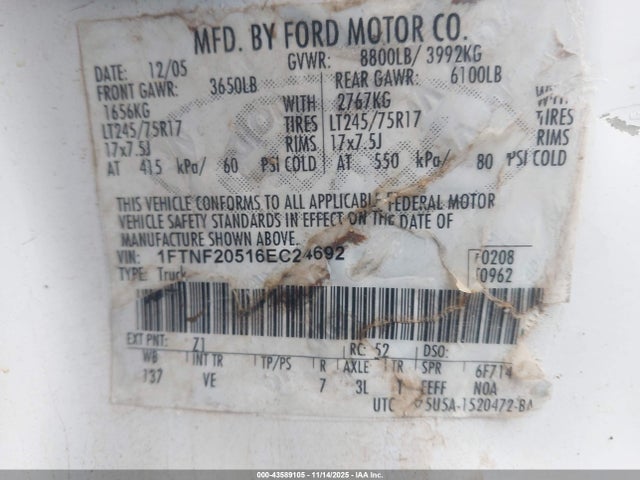 MFD. BY FORD MOTOR CO.
DATE: 12/05 GVWR: 8800LB/ 3992KG
FRONT GAWR: 3650LB REAR GAWR: 6100LB
1656KG WITH 2767KG WITH
LT245/75R17 TIRES LT245/75R17 TIRES
17x7.5J RIMS 17x7.5J RIMS
AT 415 kPa/ 60 PSI COLD AT 550 kPa/ 80 PSI COLD
THIS VEHICLE CONFORMS TO ALL APPLICABLE FEDERAL MOTOR
VEHICLE SAFETY STANDARDS IN EFFECT ON THE DATE OF
MANUFACTURE SHOWN ABOVE.
VIN: 1FTNF20516EC24692 F0208
TYPE: Truck T0962
EXT PNT: Z1 RC: 52 DSO:
WB INT TR TP/PS R AXLE TR SPR 6F714
137 VE 7 3L T EEFF NOA
UTC 5U5A-1520472-BA
000-43589105 - 11/14/2025 - IAAI.com